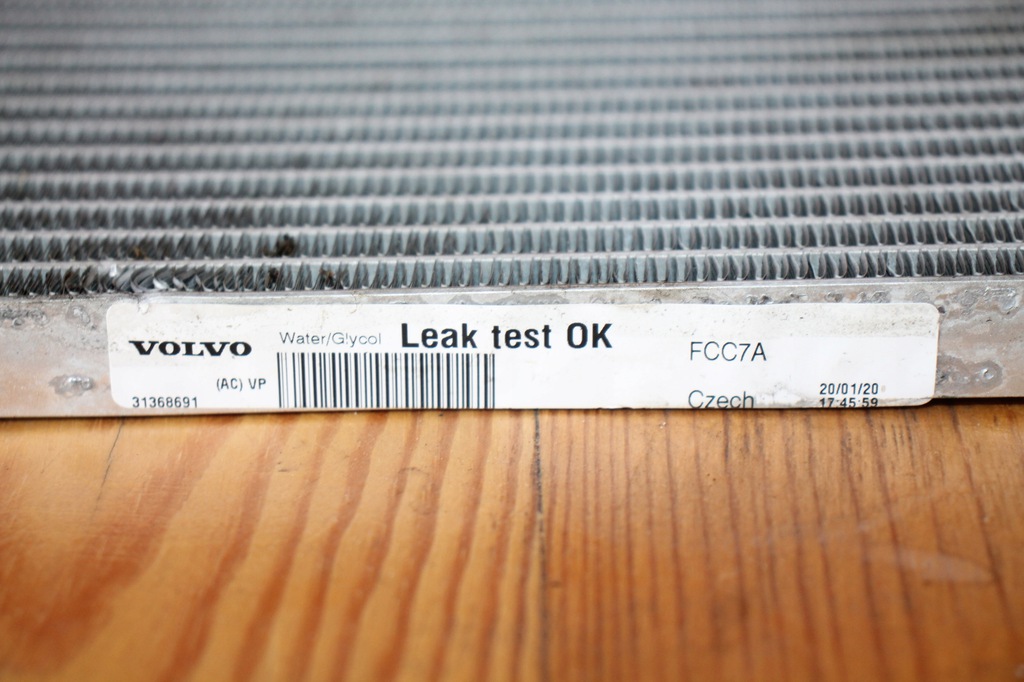 VOLVO
Water/Glycol Leak test OK
FCC7A
(AC) VP
31368691
Czech
20/01/20
17:45:59